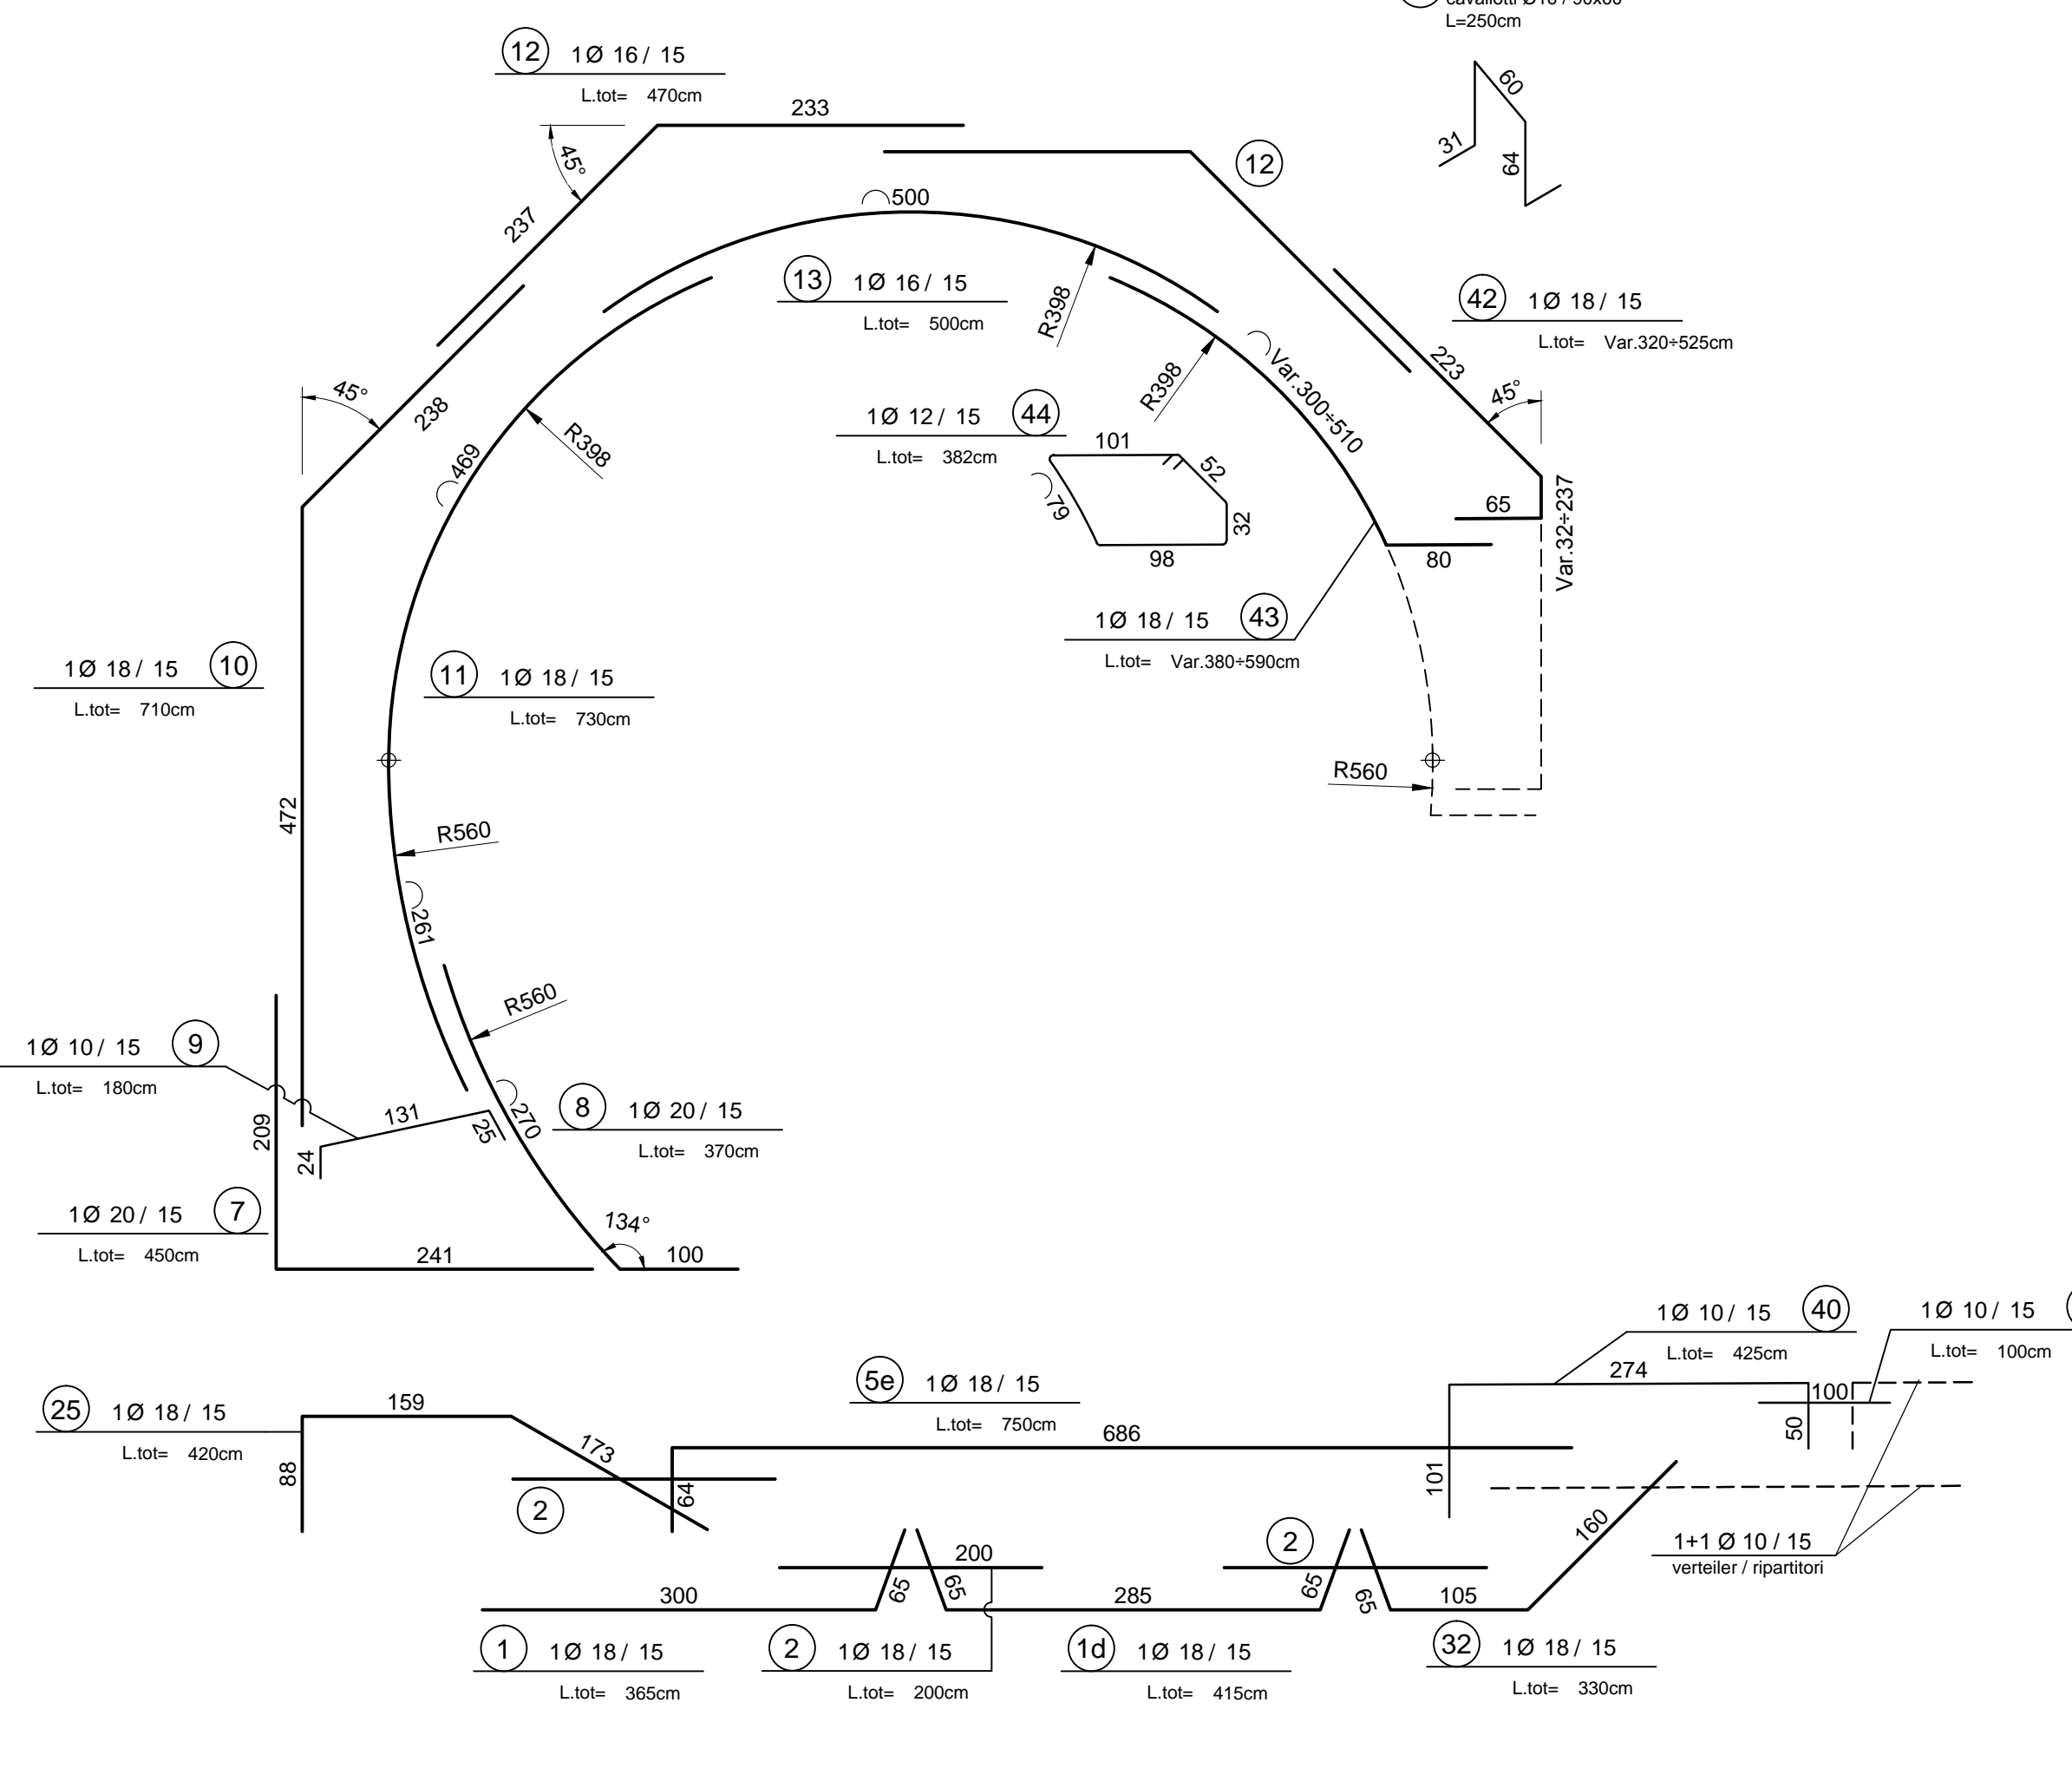 L=250cm
12 1Ø 16 / 15
L.tot= 470cm
233
45°
237
60
31
64
12
500
13 1Ø 16 / 15
L.tot= 500cm
R398
42 1Ø 18 / 15
L.tot= Var.320÷525cm
223
45°
R398
Var.300÷510
45°
238
469
R398
1Ø 12 / 15 44
L.tot= 382cm
101
52
79
32
98
65
80
Var.32÷237
1Ø 18 / 15 43
L.tot= Var.380÷590cm
1Ø 18 / 15 10
L.tot= 710cm
11 1Ø 18 / 15
L.tot= 730cm
R560
472
R560
261
R560
1Ø 10 / 15 9
L.tot= 180cm
131
25
24
209
270
8 1Ø 20 / 15
L.tot= 370cm
1Ø 20 / 15 7
L.tot= 450cm
134°
241
100
1Ø 10 / 15 40
L.tot= 425cm
1Ø 10 / 15
L.tot= 100cm
274
100
50
25 1Ø 18 / 15
L.tot= 420cm
159
173
88
2
5e 1Ø 18 / 15
L.tot= 750cm
686
64
101
160
1+1 Ø 10 / 15
verteiler / ripartitori
2
200
300
65
65
285
65
65
105
1 1Ø 18 / 15
L.tot= 365cm
2 1Ø 18 / 15
L.tot= 200cm
1d 1Ø 18 / 15
L.tot= 415cm
32 1Ø 18 / 15
L.tot= 330cm